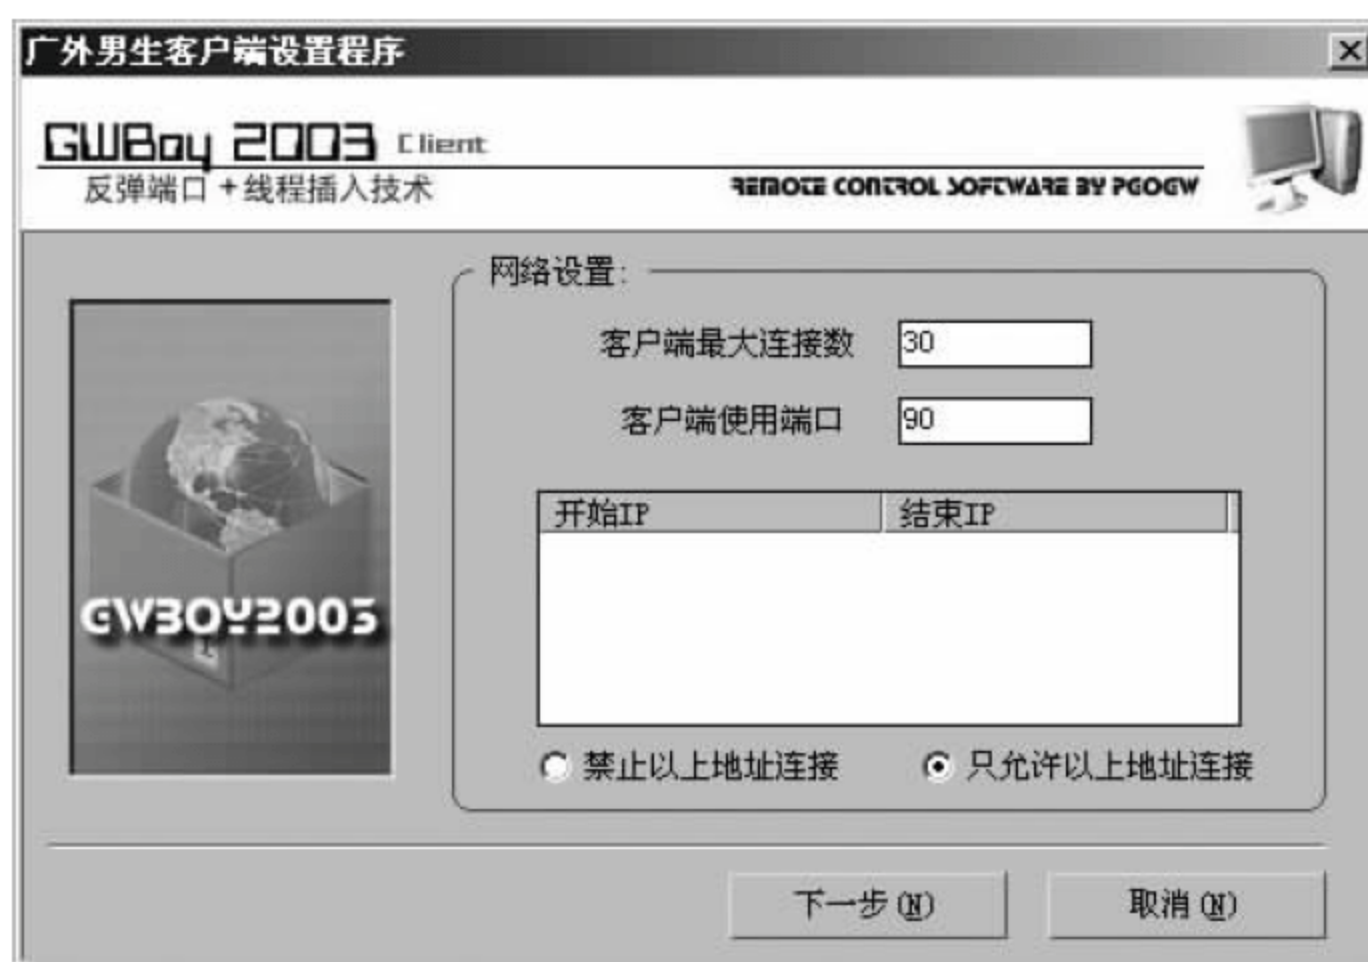 广外男生客户端设置程序
GWBoy 2003 Client
反弹端口+线程插入技术
REMOTE CONTROL SOFTWARE BY PGOGW
网络设置:
客户端最大连接数 30
客户端使用端口 90
开始IP 结束IP
GWBOY2003
禁止以上地址连接 只允许以上地址连接
下一步(N) 取消(N)